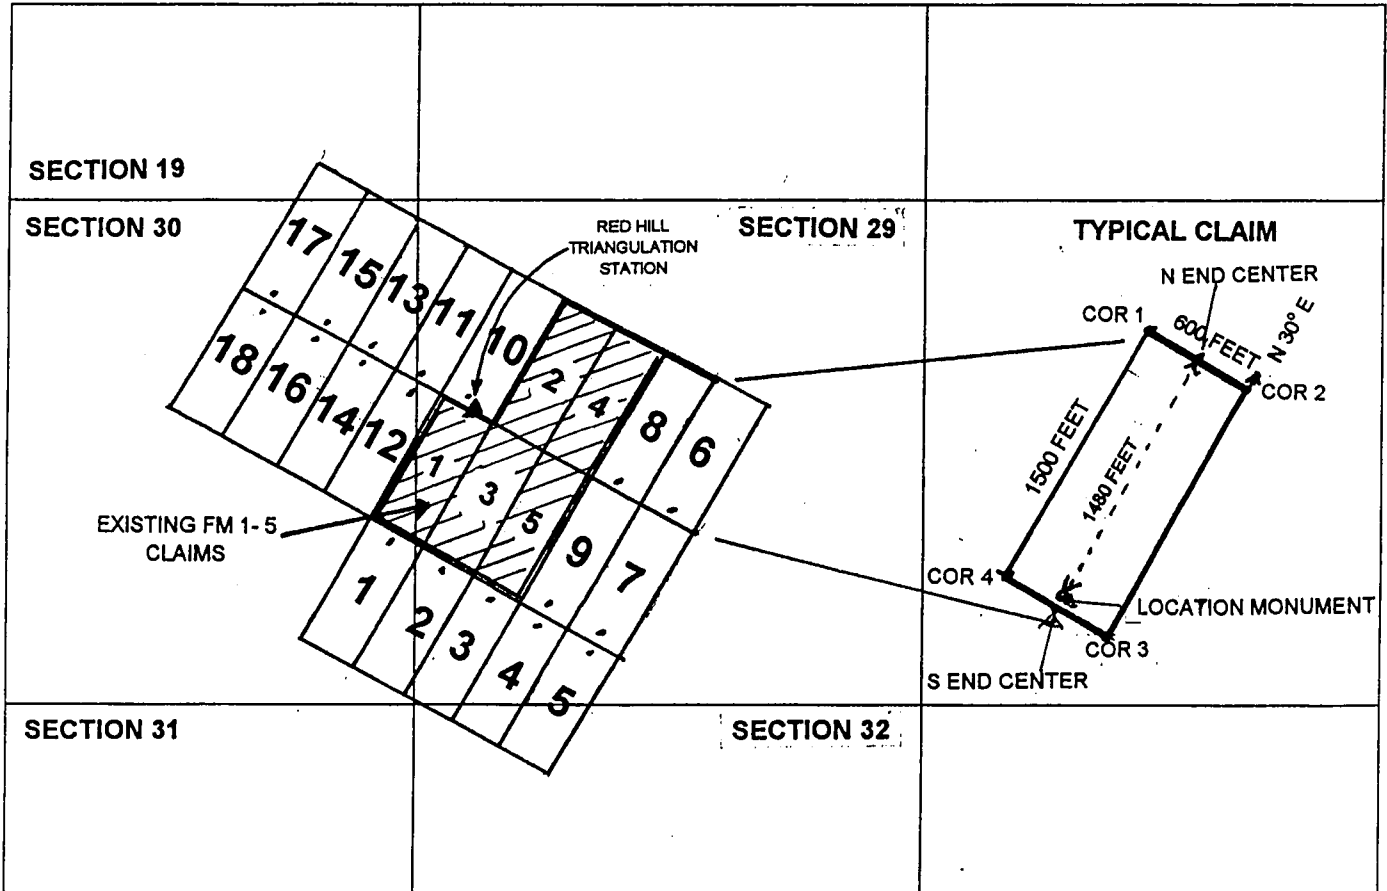 SECTION 19
SECTION 30
RED HILL
TRIANGULATION
STATION
SECTION 29
TYPICAL CLAIM
N END CENTER
COR 1
600 FEET
N 30° E
COR 2
1500 FEET
1480 FEET
COR 4
LOCATION MONUMENT
COR 3
S END CENTER
17
15
13
11
10
2
4
8
6
18
16
14
12
1
3
5
9
7
EXISTING FM 1-5
CLAIMS
1
2
3
4
5
SECTION 31
SECTION 32